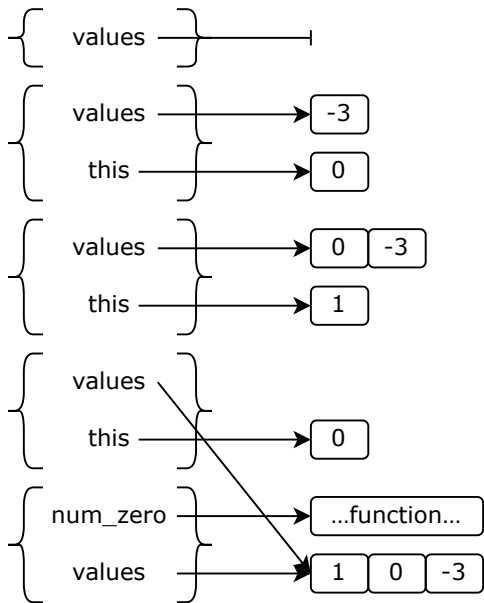 values
values -3
this 0
values 0 -3
this 1
values
this 0
num_zero ...function...
values 1 0 -3